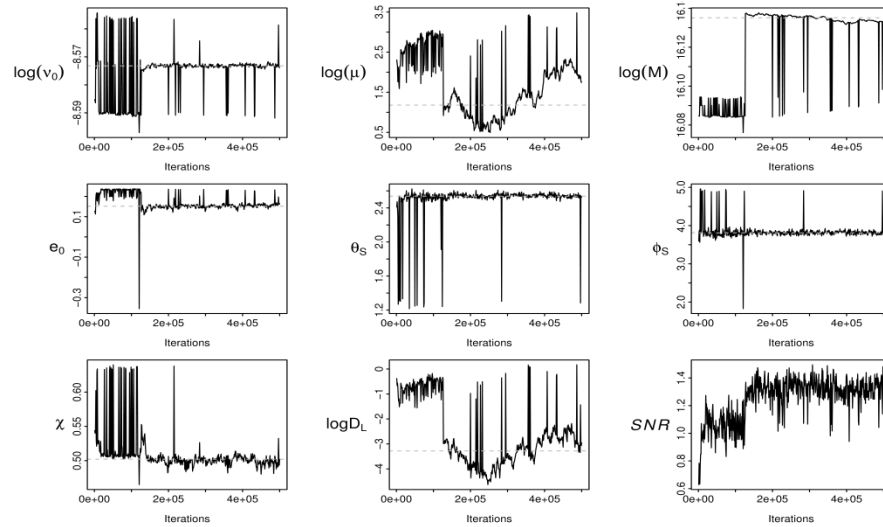 log(ν₀)
−8.57
−8.59
0e+00 2e+05 4e+05
Iterations
log(μ)
3.5
2.5
1.5
0.5
0e+00 2e+05 4e+05
Iterations
log(M)
16.1
16.12
16.10
16.08
0e+00 2e+05 4e+05
Iterations
e₀
0.1
−0.1
−0.3
0e+00 2e+05 4e+05
Iterations
θS
2.4
2.0
1.6
1.2
0e+00 2e+05 4e+05
Iterations
ϕS
5.0
4.0
3.0
2.0
0e+00 2e+05 4e+05
Iterations
χ
0.60
0.50
0e+00 2e+05 4e+05
Iterations
logDL
0
−1
−2
−3
−4
0e+00 2e+05 4e+05
Iterations
SNR
1.4
1.2
1.0
0.8
0.6
0e+00 2e+05 4e+05
Iterations